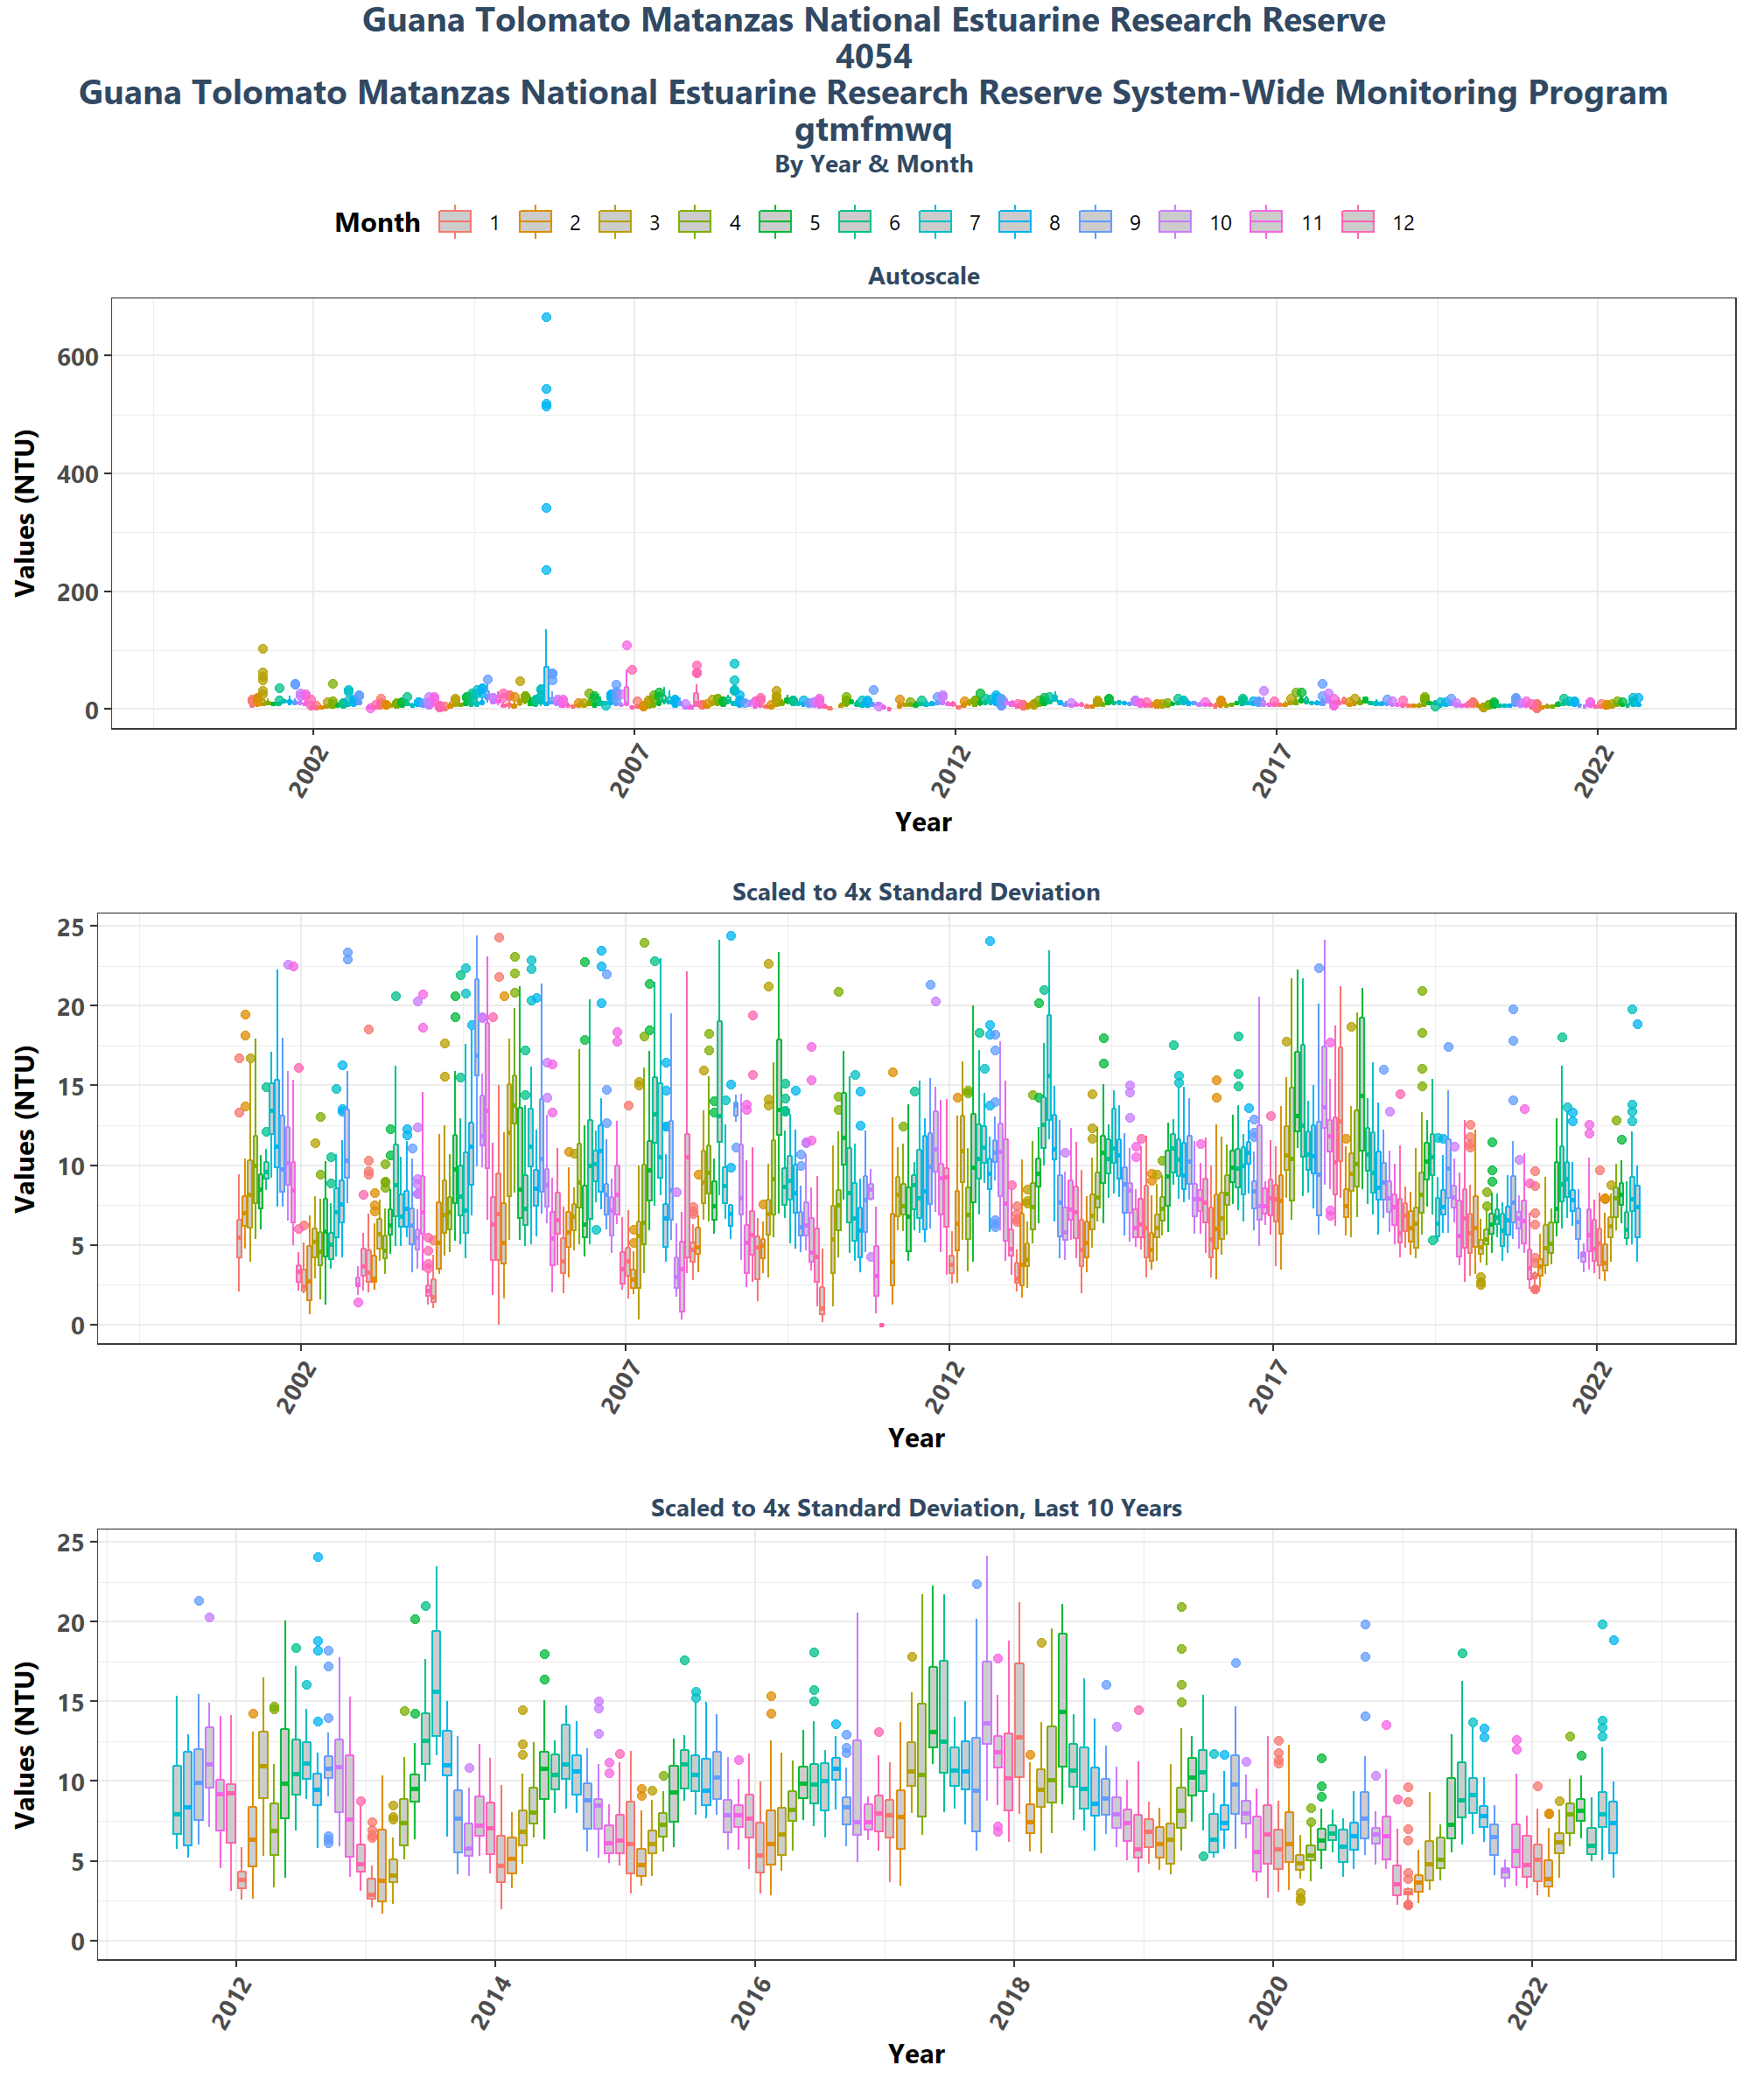 Guana Tolomato Matanzas National Estuarine Research Reserve
4054
Guana Tolomato Matanzas National Estuarine Research Reserve System-Wide Monitoring Program
gtmfmwq
By Year & Month
Month 1 2 3 4 5 6 7 8 9 10 11 12
Autoscale
Values (NTU)
600
400
200
0
2002 2007 2012 2017 2022
Year
Scaled to 4x Standard Deviation
Values (NTU)
25
20
15
10
5
0
2002 2007 2012 2017 2022
Year
Scaled to 4x Standard Deviation, Last 10 Years
Values (NTU)
25
20
15
10
5
0
2012 2014 2016 2018 2020 2022
Year